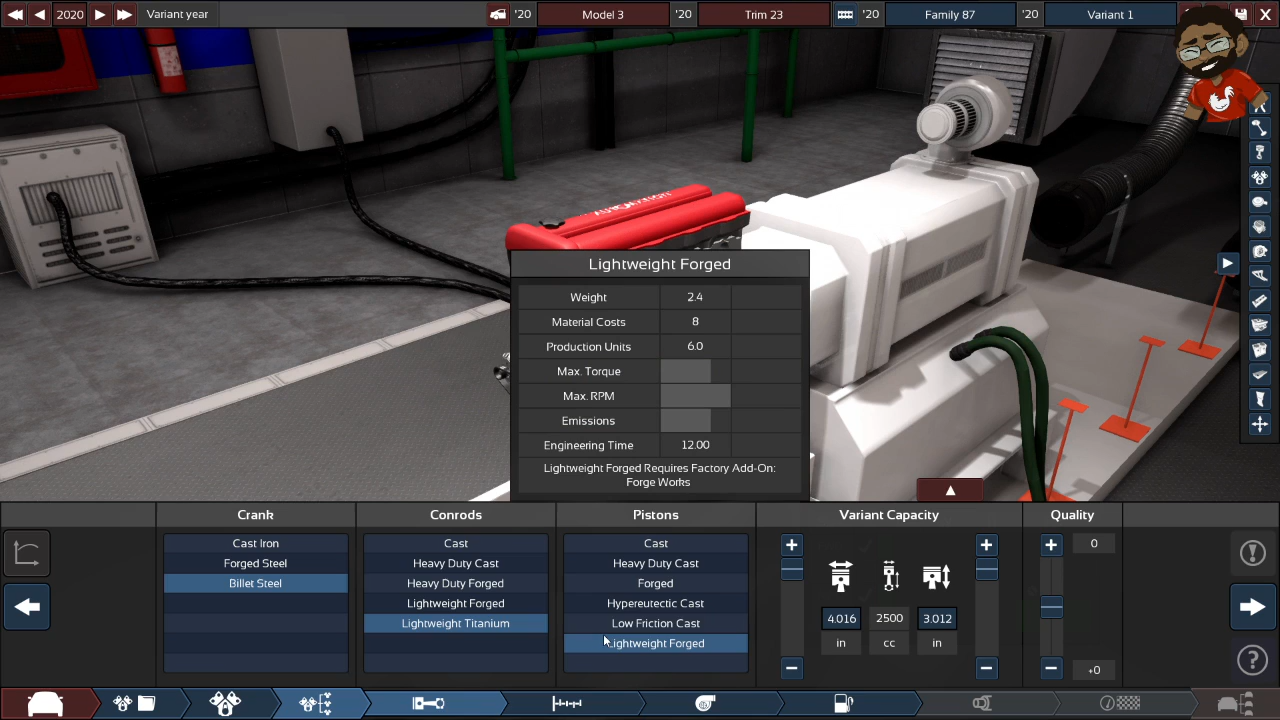 2020 Variant year '20 Model 3 '20 Trim 23 '20 Family 87 '20 Variant 1
Lightweight Forged
Weight 2.4
Material Costs 8
Production Units 6.0
Max. Torque
Max. RPM
Emissions
Engineering Time 12.00
Lightweight Forged Requires Factory Add-On:
Forge Works
Crank
Cast Iron
Forged Steel
Billet Steel
Conrods
Cast
Heavy Duty Cast
Heavy Duty Forged
Lightweight Forged
Lightweight Titanium
Pistons
Cast
Heavy Duty Cast
Forged
Hypereutectic Cast
Low Friction Cast
Lightweight Forged
Variant Capacity
4.016 2500 3.012
in cc in
Quality
0
+0